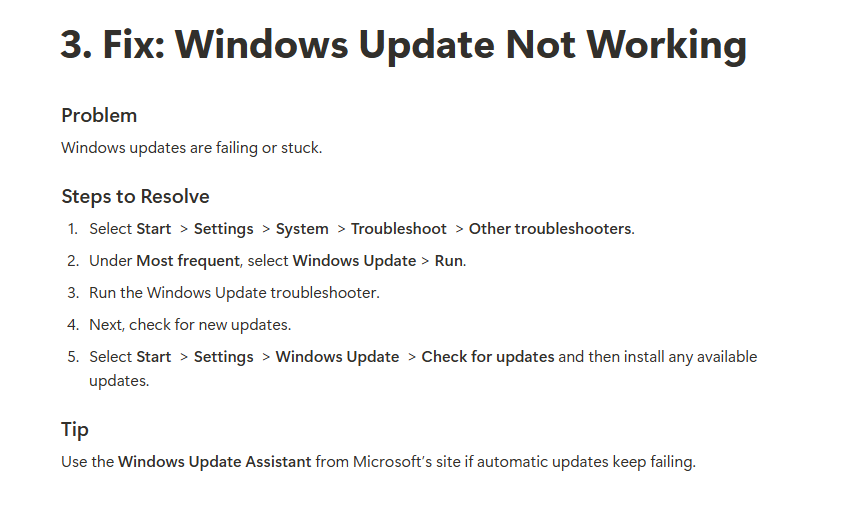 3. Fix: Windows Update Not Working
Problem
Windows updates are failing or stuck.
Steps to Resolve
1. Select Start > Settings > System > Troubleshoot > Other troubleshooters.
2. Under Most frequent, select Windows Update > Run.
3. Run the Windows Update troubleshooter.
4. Next, check for new updates.
5. Select Start > Settings > Windows Update > Check for updates and then install any available
updates.
Tip
Use the Windows Update Assistant from Microsoft’s site if automatic updates keep failing.